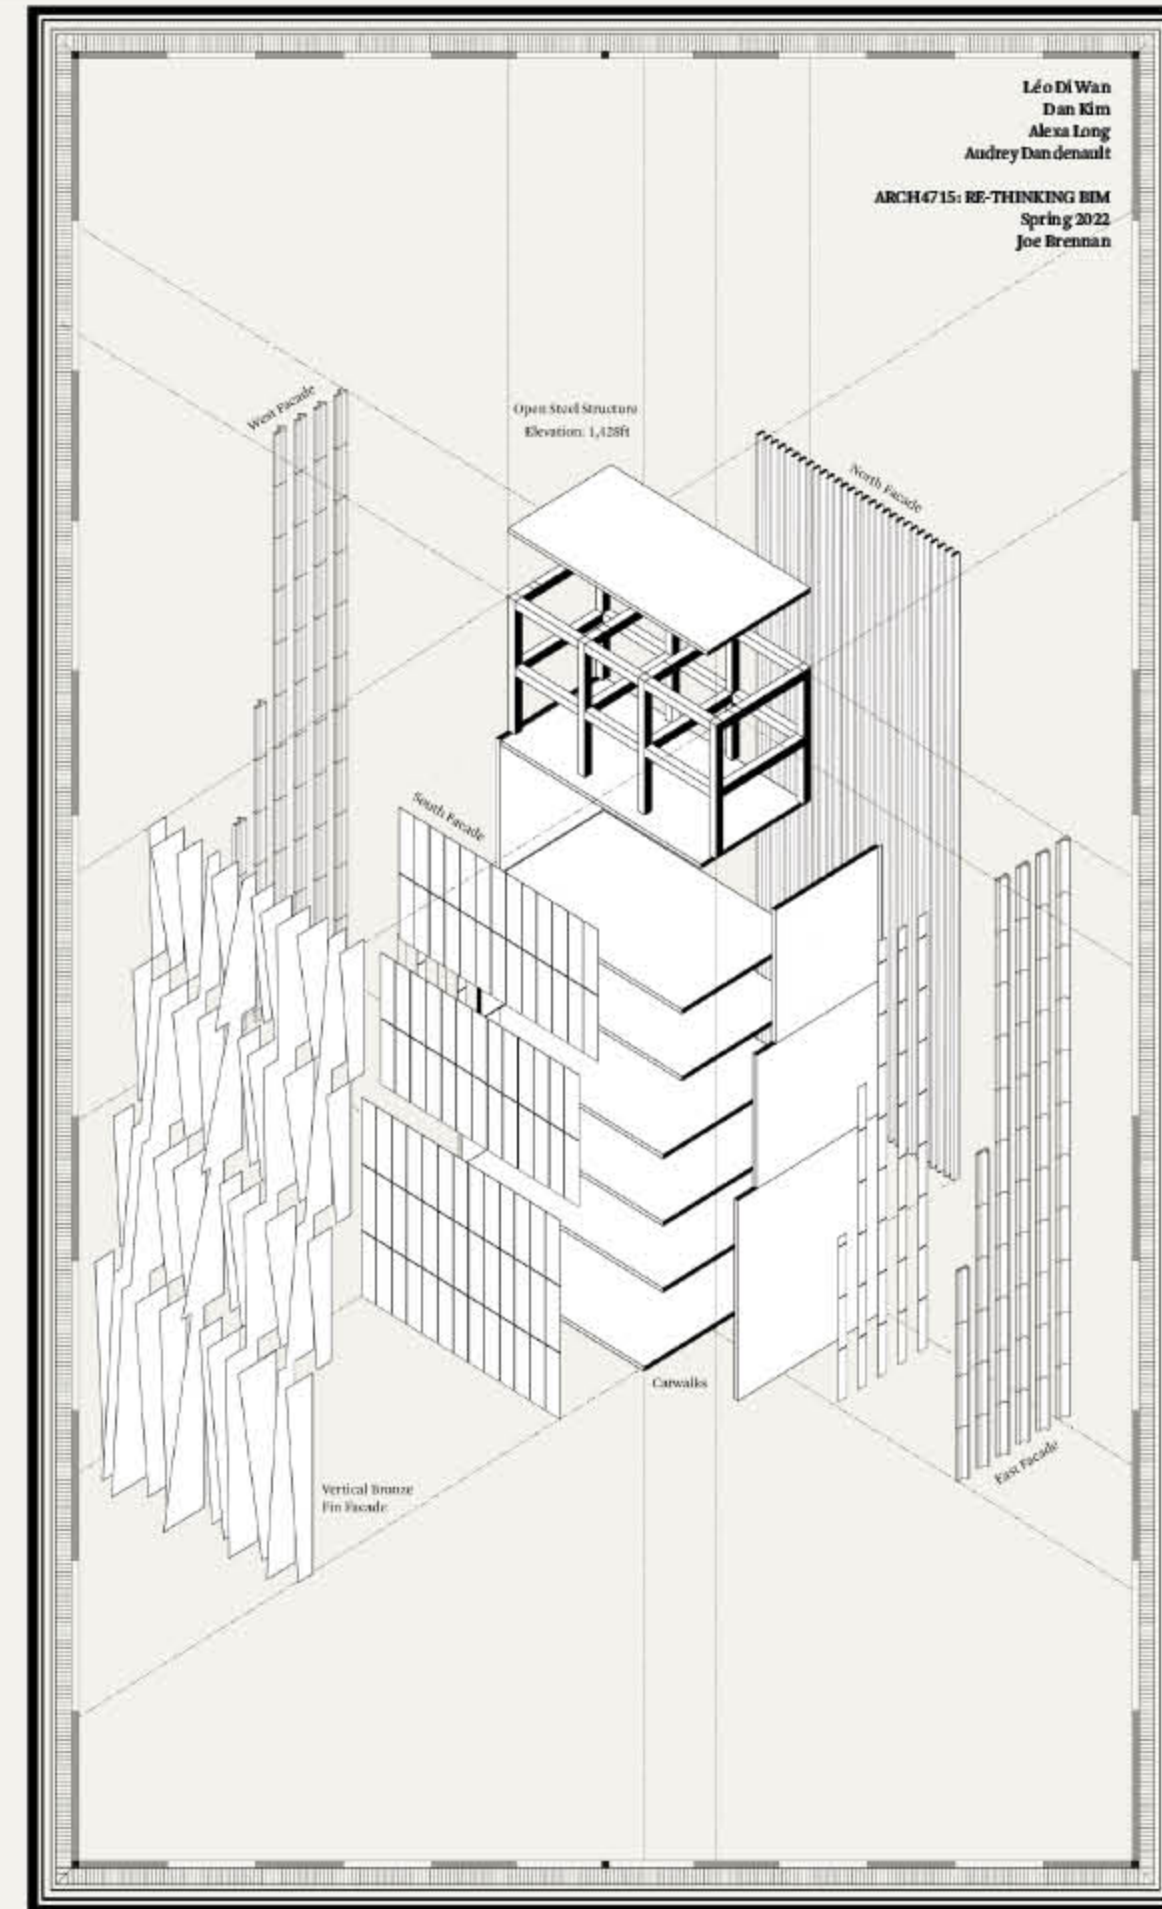 Léo Di Wan
Dan Kim
Alexa Long
Audrey Dandenault
ARCH4715: RE-THINKING BIM
Spring 2022
Joe Brennan
West Facade
Open Steel Structure
Elevation: 1,428ft
North Facade
South Facade
Catwalks
East Facade
Vertical Bronze
Fin Facade